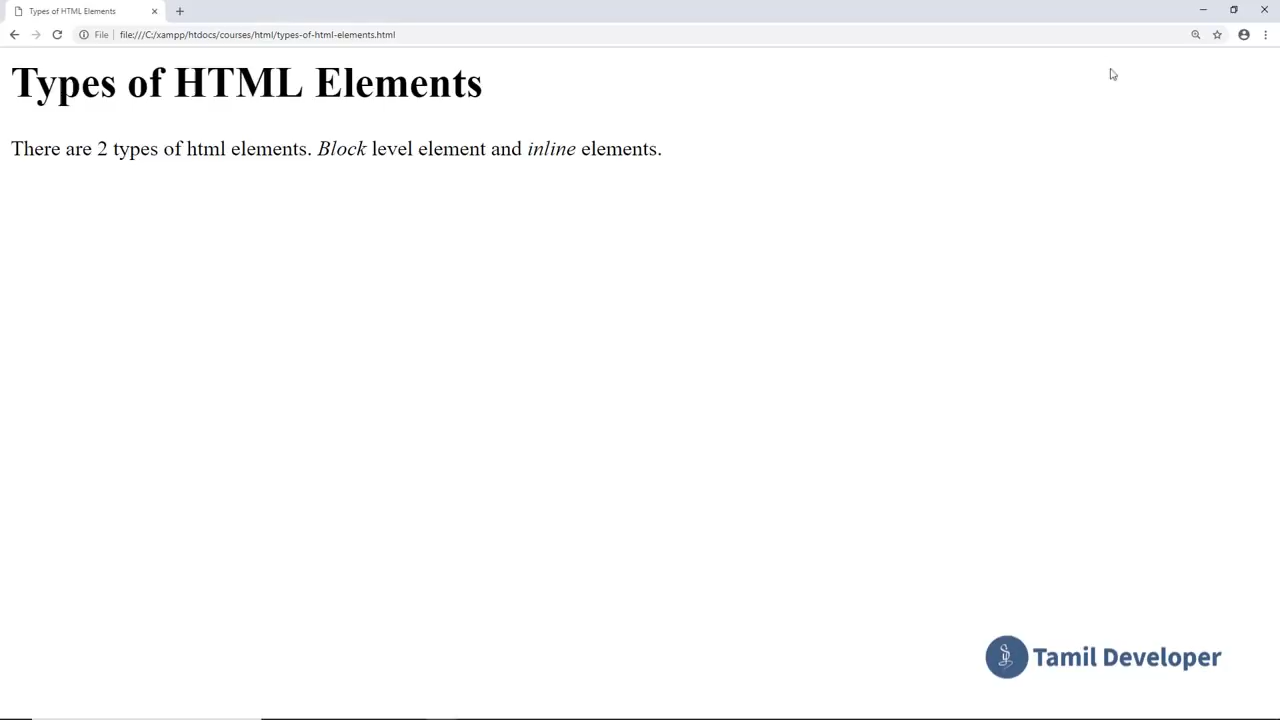 Types of HTML Elements
File
file:///C:/xampp/htdocs/courses/html/types-of-html-elements.html
Types of HTML Elements
There are 2 types of html elements. Block level element and inline elements.
Tamil Developer